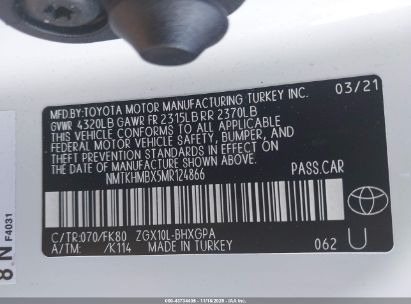 MFD.BY:TOYOTA MOTOR MANUFACTURING TURKEY INC. 03/21
GVWR 4320LB GAWR FR 2315LB RR 2370LB
THIS VEHICLE CONFORMS TO ALL APPLICABLE
FEDERAL MOTOR VEHICLE SAFETY, BUMPER, AND
THEFT PREVENTION STANDARDS IN EFFECT ON
THE DATE OF MANUFACTURE SHOWN ABOVE.
NMTKHMBX5MR124866 PASS.CAR
C/TR:070/FK80 ZGX10L-BHXGPA
A/TM: /K114 MADE IN TURKEY 062 U
8 N F4031